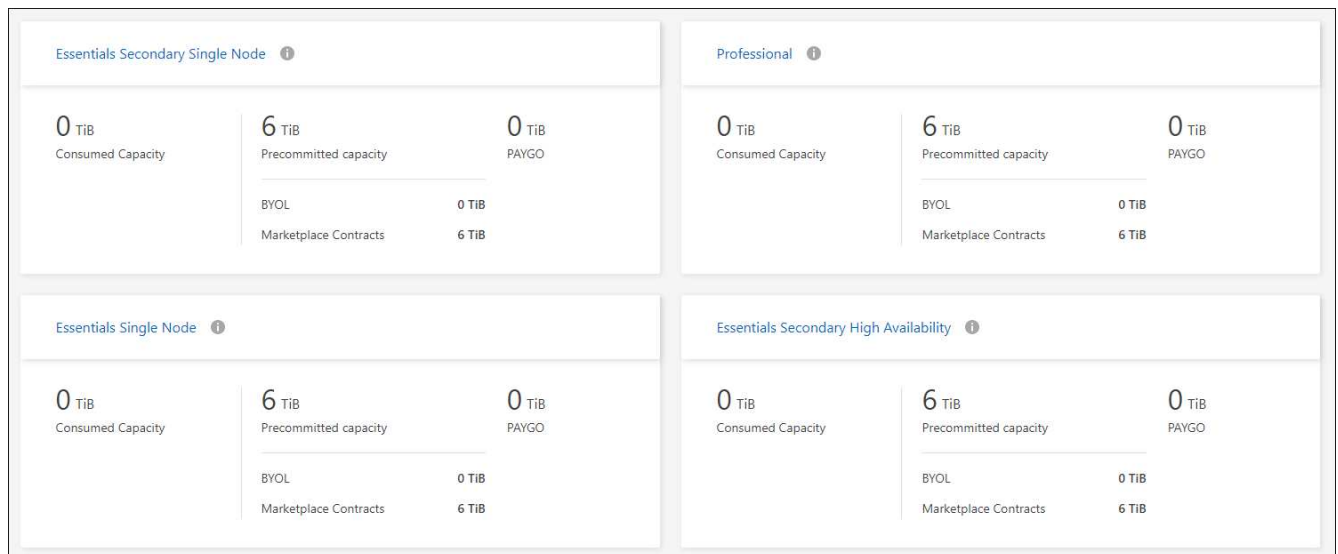 Essentials Secondary Single Node
0 TiB
Consumed Capacity
6 TiB
Precommitted capacity
BYOL 0 TiB
Marketplace Contracts 6 TiB
0 TiB
PAYGO
Professional
0 TiB
Consumed Capacity
6 TiB
Precommitted capacity
BYOL 0 TiB
Marketplace Contracts 6 TiB
0 TiB
PAYGO
Essentials Single Node
0 TiB
Consumed Capacity
6 TiB
Precommitted capacity
BYOL 0 TiB
Marketplace Contracts 6 TiB
0 TiB
PAYGO
Essentials Secondary High Availability
0 TiB
Consumed Capacity
6 TiB
Precommitted capacity
BYOL 0 TiB
Marketplace Contracts 6 TiB
0 TiB
PAYGO